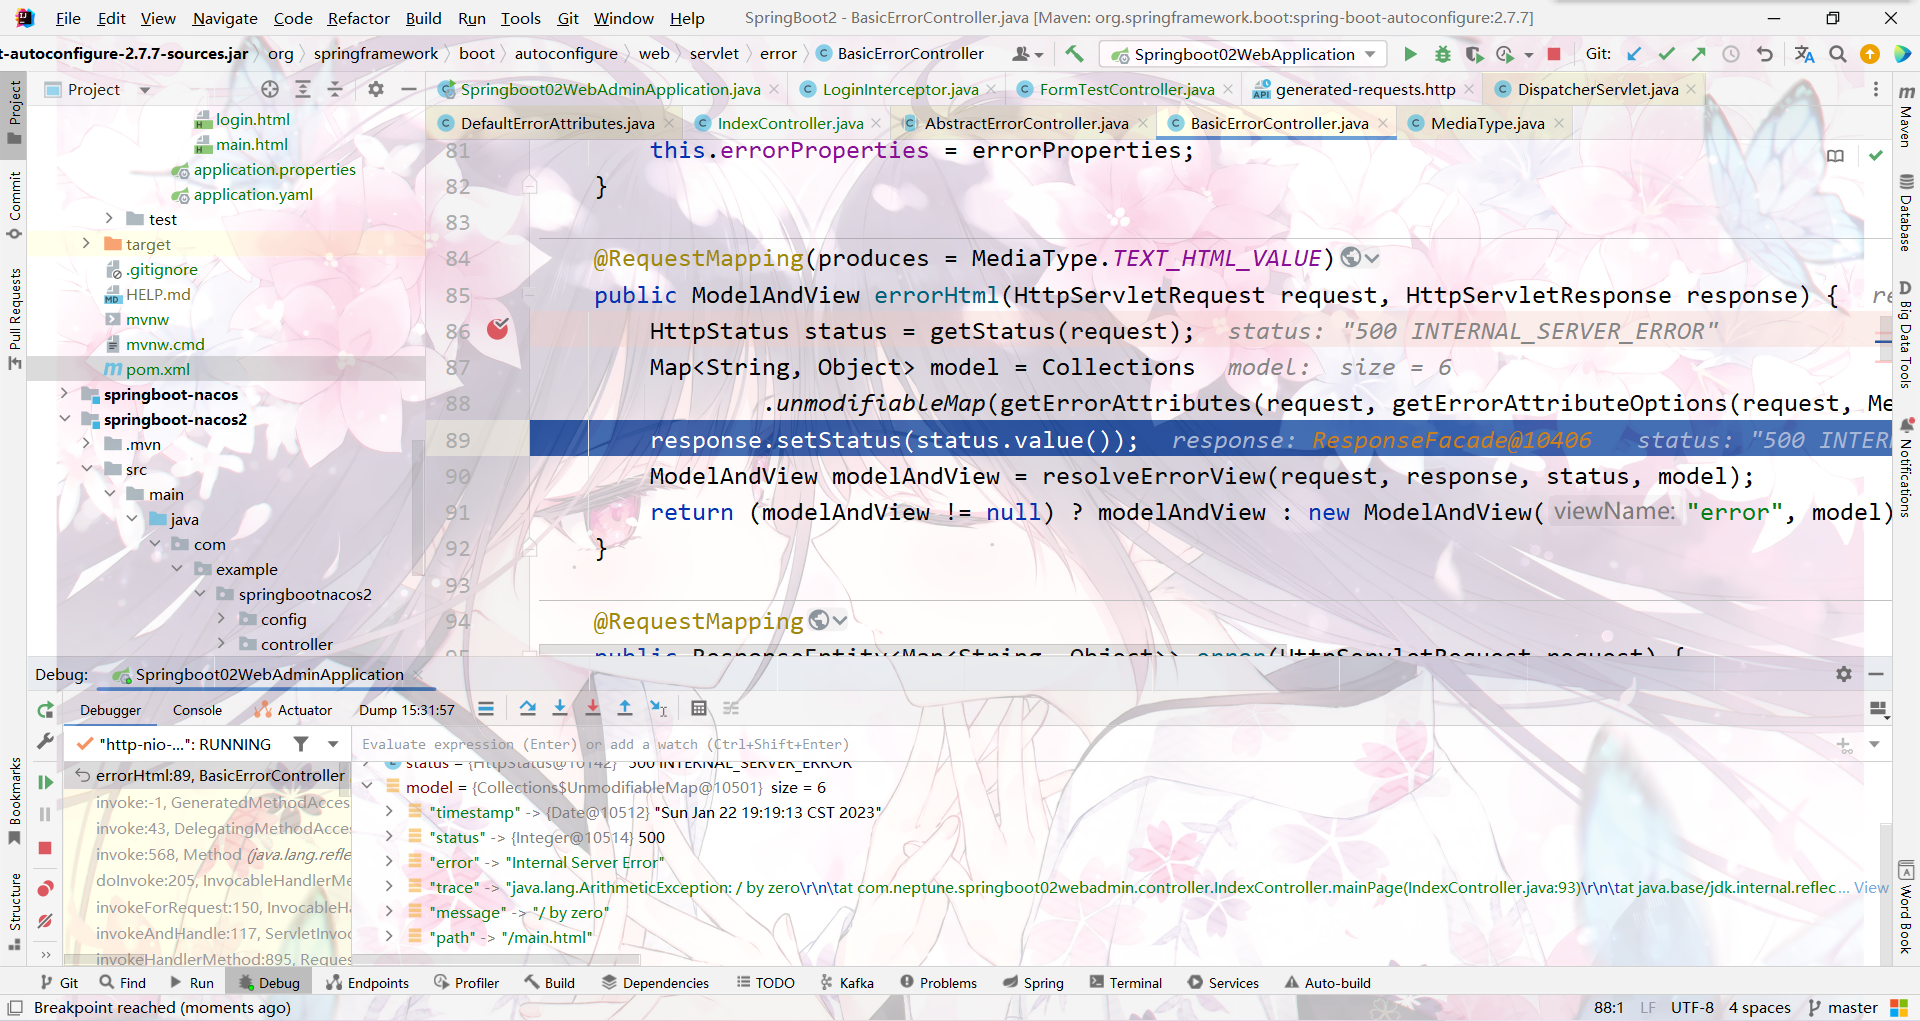 File Edit View Navigate Code Refactor Build Run Tools Git Window Help SpringBoot2 - BasicErrorController.java [Maven: org.springframework.boot:spring-boot-autoconfigure:2.7.7]
t-autoconfigure-2.7.7-sources.jar org springframework boot autoconfigure web servlet error BasicErrorController Springboot02WebApplication Git:
Project Springboot02WebAdminApplication.java LoginInterceptor.java FormTestController.java API generated-requests.http DispatcherServlet.java
DefaultErrorAttributes.java IndexController.java AbstractErrorController.java BasicErrorController.java MediaType.java
Project
Commit
Pull Requests
Bookmarks
Structure
login.html
main.html
application.properties
application.yaml
test
target
.gitignore
HELP.md
mvnw
mvnw.cmd
pom.xml
springboot-nacos
springboot-nacos2
.mvn
src
main
java
com
example
springbootnacos2
config
controller
81 this.errorProperties = errorProperties;
82 }
83
84 @RequestMapping(produces = MediaType.TEXT_HTML_VALUE)
85 public ModelAndView errorHtml(HttpServletRequest request, HttpServletResponse response) { re
86 HttpStatus status = getStatus(request); status: "500 INTERNAL_SERVER_ERROR"
87 Map<String, Object> model = Collections model: size = 6
88 .unmodifiableMap(getErrorAttributes(request, getErrorAttributeOptions(request, Me
89 response.setStatus(status.value()); response: ResponseFacade@10406 status: "500 INTER
90 ModelAndView modelAndView = resolveErrorView(request, response, status, model);
91 return (modelAndView != null) ? modelAndView : new ModelAndView( viewName: "error", model)
92 }
93
94 @RequestMapping
95 public ResponseEntity<Map<String, Object>> error(HttpServletRequest request) {
Maven
Database
Big Data Tools
Notifications
Word Book
Debug: Springboot02WebAdminApplication
Debugger Console Actuator Dump 15:31:57
"http-nio-...": RUNNING Evaluate expression (Enter) or add a watch (Ctrl+Shift+Enter)
errorHtml:89, BasicErrorController
invoke:-1, GeneratedMethodAcces
invoke:43, DelegatingMethodAcce
invoke:568, Method (java.lang.refle
doInvoke:205, InvocableHandlerMe
invokeForRequest:150, InvocableHa
invokeAndHandle:117, ServletInvoc
invokeHandlerMethod:895, Reques
status = {HttpStatus@10142} "500 INTERNAL_SERVER_ERROR"
model = {Collections$UnmodifiableMap@10501} size = 6
"timestamp" -> {Date@10512} "Sun Jan 22 19:19:13 CST 2023"
"status" -> {Integer@10514} 500
"error" -> "Internal Server Error"
"trace" -> "java.lang.ArithmeticException: / by zero\r\n\tat com.neptune.springboot02webadmin.controller.IndexController.mainPage(IndexController.java:93)\r\n\tat java.base/jdk.internal.reflec ... View
"message" -> "/ by zero"
"path" -> "/main.html"
Git Find Run Debug Endpoints Profiler Build Dependencies TODO Kafka Problems Spring Terminal Services Auto-build
Breakpoint reached (moments ago) 88:1 LF UTF-8 4 spaces master